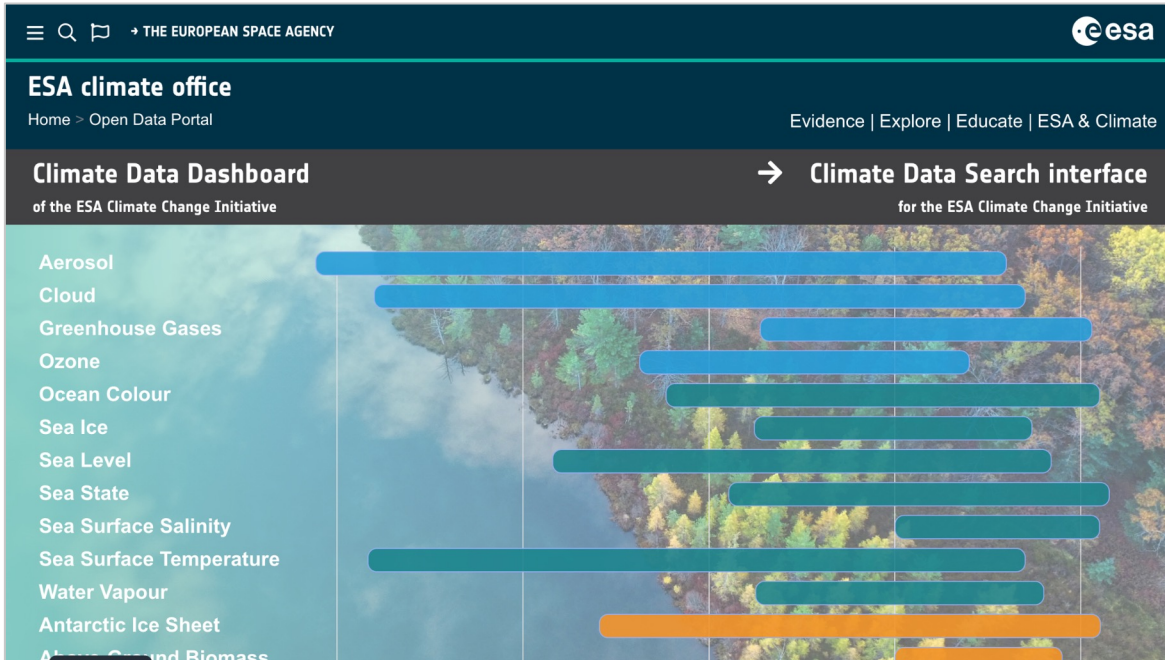 → THE EUROPEAN SPACE AGENCY
esa
ESA climate office
Home > Open Data Portal
Evidence | Explore | Educate | ESA & Climate
Climate Data Dashboard
of the ESA Climate Change Initiative
→ Climate Data Search interface
for the ESA Climate Change Initiative
Aerosol
Cloud
Greenhouse Gases
Ozone
Ocean Colour
Sea Ice
Sea Level
Sea State
Sea Surface Salinity
Sea Surface Temperature
Water Vapour
Antarctic Ice Sheet
Above Ground Biomass